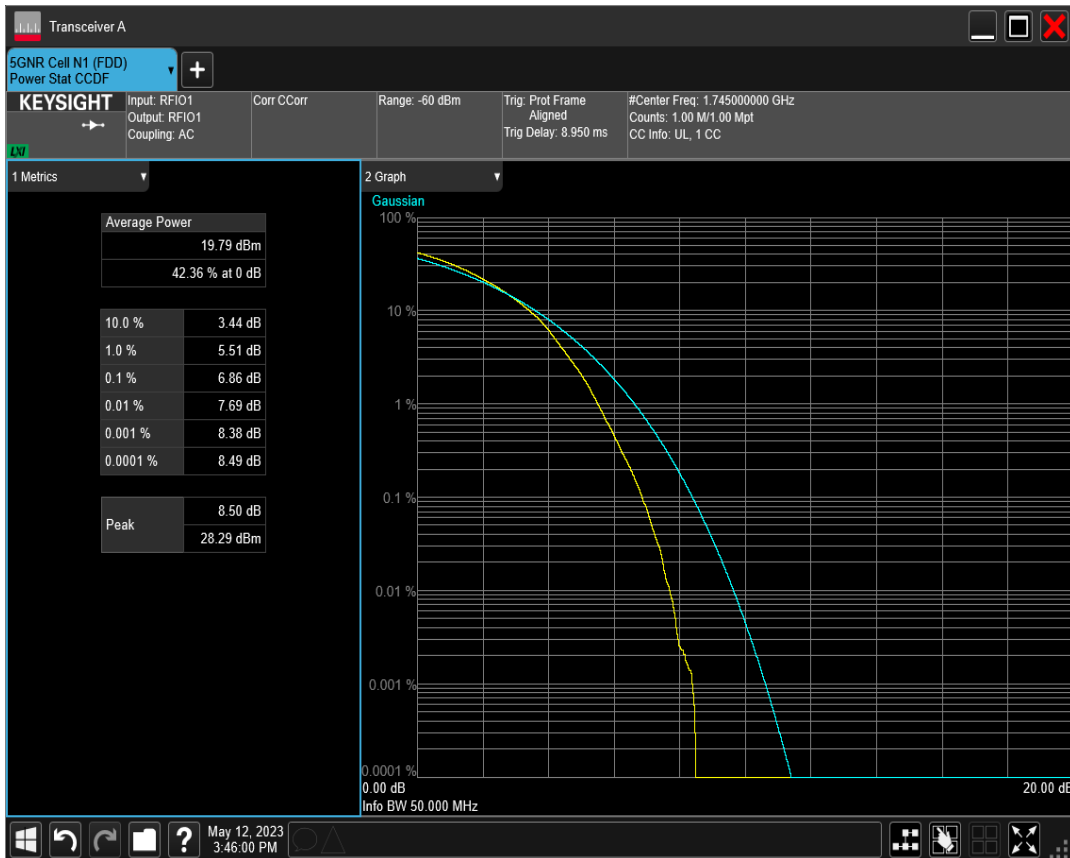 Transceiver A
5GNR Cell N1 (FDD)
Power Stat CCDF
+
KEYSIGHT
LXI
Input: RFIO1
Output: RFIO1
Coupling: AC
Corr CCorr
Range: -60 dBm
Trig: Prot Frame
Aligned
Trig Delay: 8.950 ms
#Center Freq: 1.745000000 GHz
Counts: 1.00 M/1.00 Mpt
CC Info: UL, 1 CC
1 Metrics
Average Power
19.79 dBm
42.36 % at 0 dB
10.0 % 3.44 dB
1.0 % 5.51 dB
0.1 % 6.86 dB
0.01 % 7.69 dB
0.001 % 8.38 dB
0.0001 % 8.49 dB
Peak
8.50 dB
28.29 dBm
2 Graph
Gaussian
100 %
10 %
1 %
0.1 %
0.01 %
0.001 %
0.0001 %
0.00 dB 20.00 dB
Info BW 50.000 MHz
?
May 12, 2023
3:46:00 PM